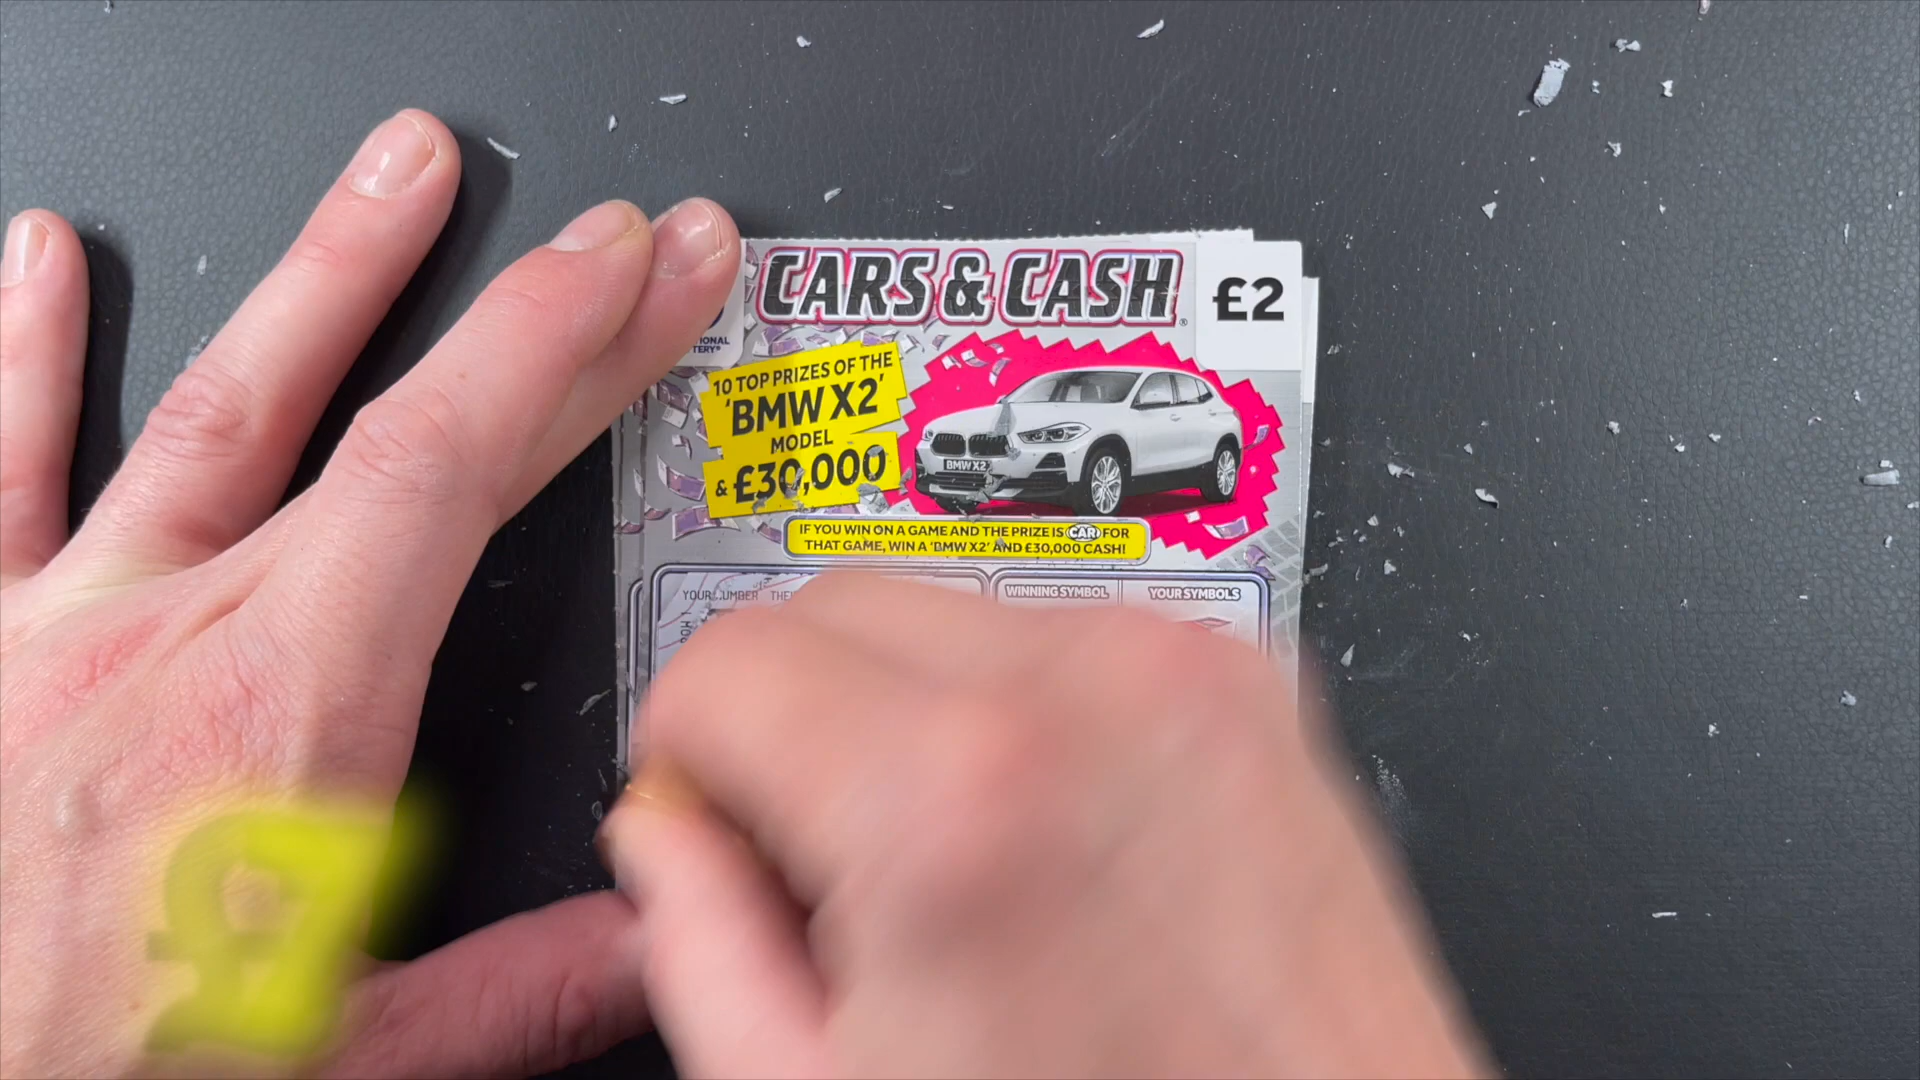 CARS & CASH
£2
10 TOP PRIZES OF THE
'BMW X2'
MODEL
& £30,000
BMW X2
IF YOU WIN ON A GAME AND THE PRIZE IS CAR FOR
THAT GAME, WIN A 'BMW X2' AND £30,000 CASH!
WINNING SYMBOL
YOUR SYMBOLS
YOUR